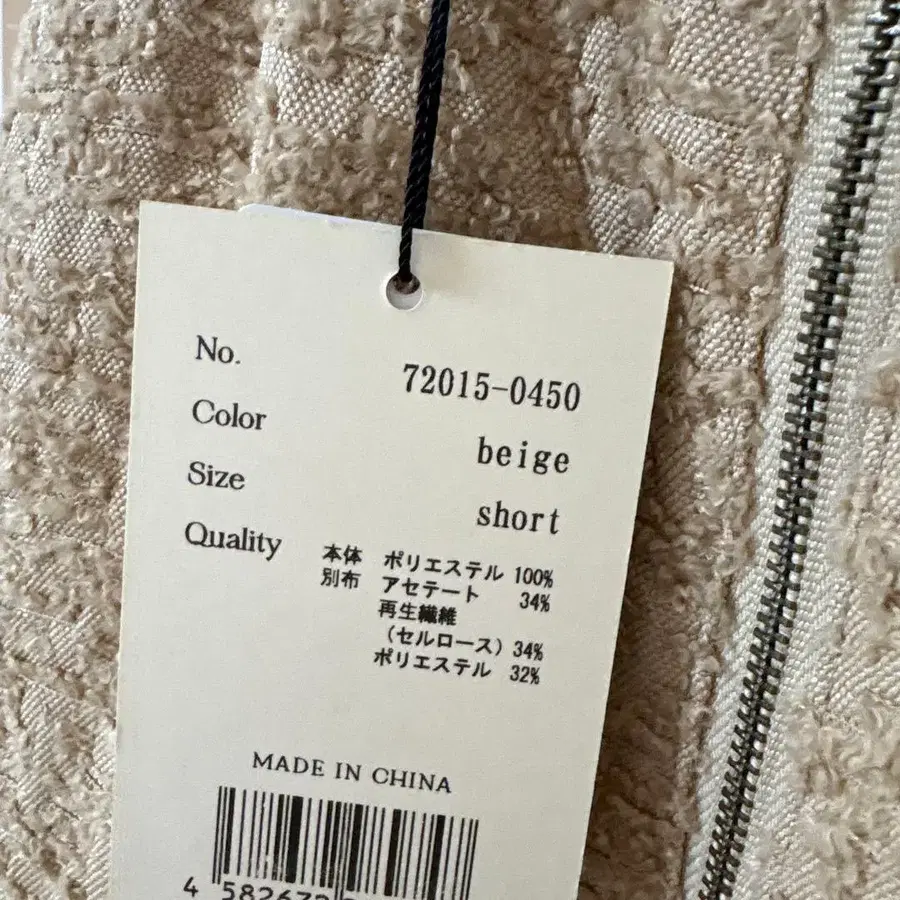 No. 72015-0450
Color beige
Size short
Quality 本体 ポリエステル 100%
別布 アセテート 34%
再生繊維
(セルロース) 34%
ポリエステル 32%
MADE IN CHINA
4 582672